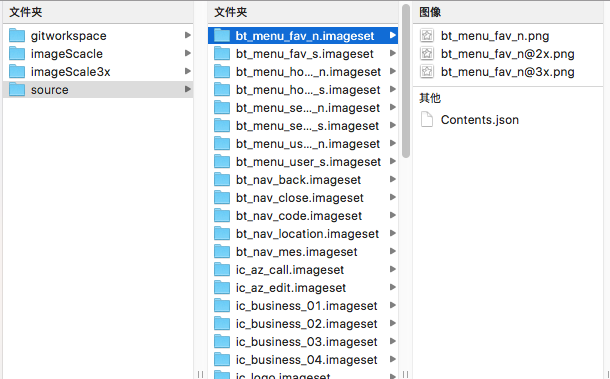 文件夹
gitworkspace
imageScacle
imageScale3x
source
文件夹
bt_menu_fav_n.imageset
bt_menu_fav_s.imageset
bt_menu_ho..._n.imageset
bt_menu_ho..._s.imageset
bt_menu_se..._n.imageset
bt_menu_se..._s.imageset
bt_menu_us..._n.imageset
bt_menu_user_s.imageset
bt_nav_back.imageset
bt_nav_close.imageset
bt_nav_code.imageset
bt_nav_location.imageset
bt_nav_mes.imageset
ic_az_call.imageset
ic_az_edit.imageset
ic_business_01.imageset
ic_business_02.imageset
ic_business_03.imageset
ic_business_04.imageset
ic_logo.imageset
图像
bt_menu_fav_n.png
bt_menu_fav_n@2x.png
bt_menu_fav_n@3x.png
其他
Contents.json